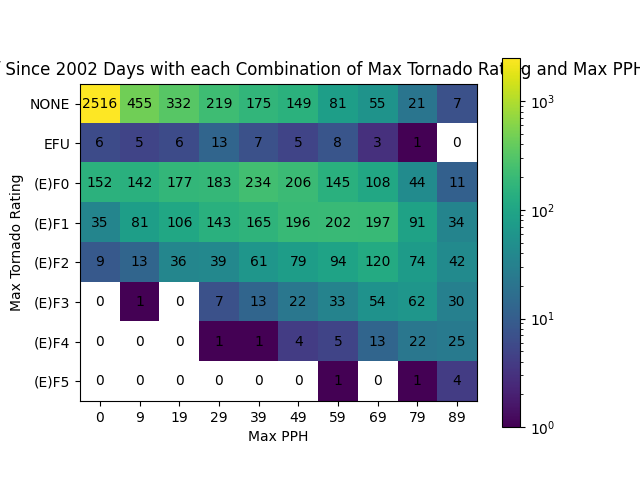 Since 2002 Days with each Combination of Max Tornado Rating and Max PPH
NONE 2516 455 332 219 175 149 81 55 21 7
EFU 6 5 6 13 7 5 8 3 1 0
(E)F0 152 142 177 183 234 206 145 108 44 11
(E)F1 35 81 106 143 165 196 202 197 91 34
(E)F2 9 13 36 39 61 79 94 120 74 42
(E)F3 0 1 0 7 13 22 33 54 62 30
(E)F4 0 0 0 1 1 4 5 13 22 25
(E)F5 0 0 0 0 0 0 1 0 1 4
0 9 19 29 39 49 59 69 79 89
Max PPH
Max Tornado Rating
10³
10²
10¹
10⁰